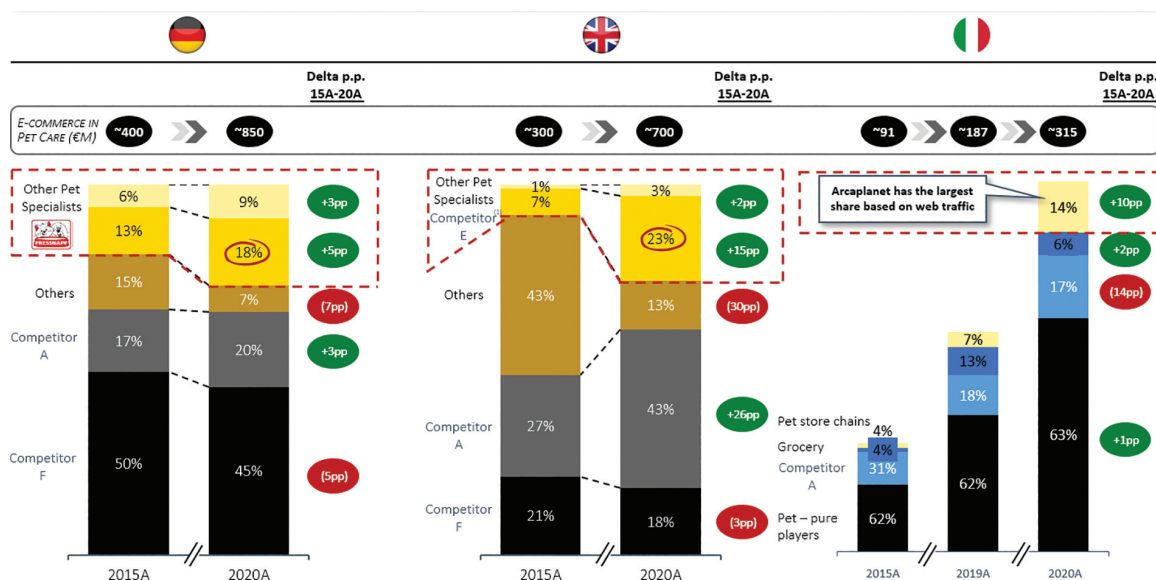 Delta p.p.
15A-20A
Delta p.p.
15A-20A
Delta p.p.
15A-20A
E-COMMERCE IN
PET CARE (€M)
~400
~850
~300
~700
~91
~187
~315
Other Pet
Specialists
FRESSNAPF
Others
Competitor
A
Competitor
F
6%
13%
15%
17%
50%
9%
18%
7%
20%
45%
+3pp
+5pp
(7pp)
+3pp
(5pp)
2015A
2020A
Other Pet
Specialists
Competitor
E
Others
Competitor
A
Competitor
F
1%
7%
43%
27%
21%
3%
23%
13%
43%
18%
+2pp
+15pp
(30pp)
+26pp
(3pp)
2015A
2020A
Arcaplanet has the largest
share based on web traffic
Pet store chains
Grocery
Competitor
A
Pet – pure
players
4%
4%
31%
62%
7%
13%
18%
62%
14%
6%
17%
63%
+10pp
+2pp
(14pp)
+1pp
2015A
2019A
2020A